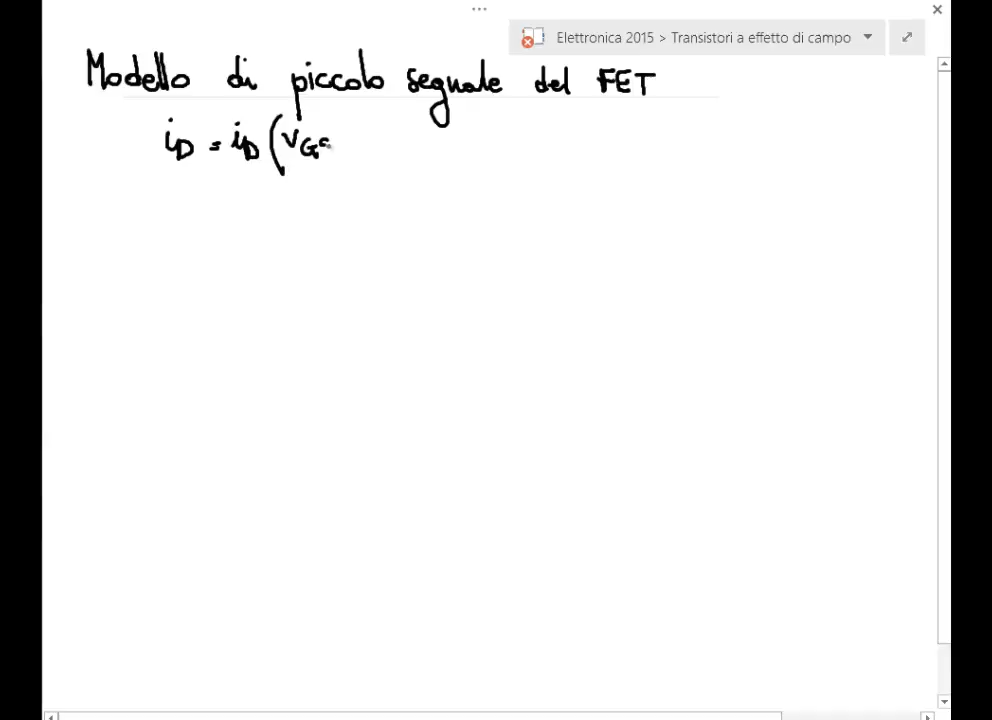 Elettronica 2015 > Transistori a effetto di campo
Modello di piccolo segnale del FET
iD = iD (vGS